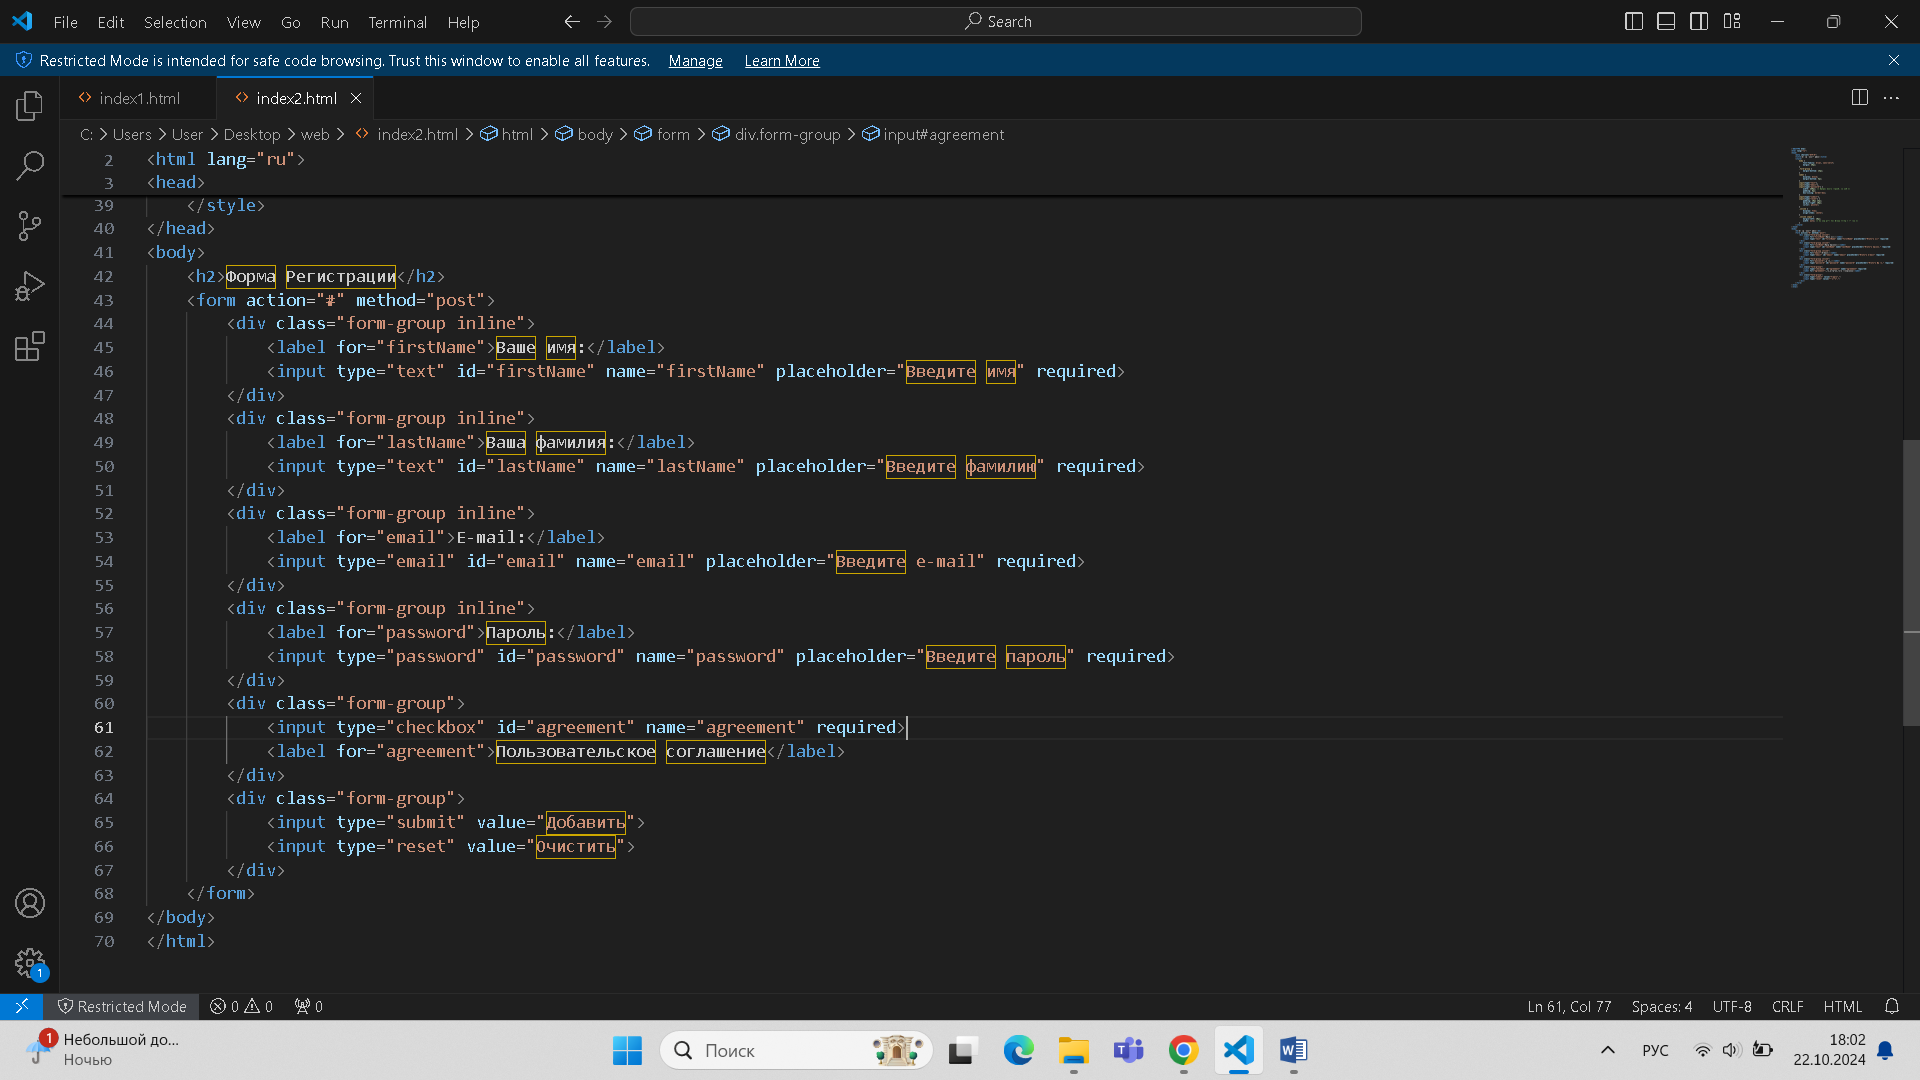 File Edit Selection View Go Run Terminal Help
Search
Restricted Mode is intended for safe code browsing. Trust this window to enable all features. Manage Learn More
index1.html index2.html
C: > Users > User > Desktop > web > index2.html > html > body > form > div.form-group > input#agreement
2 <html lang="ru">
3 <head>
39 </style>
40 </head>
41 <body>
42 <h2>Форма Регистрации</h2>
43 <form action="#" method="post">
44 <div class="form-group inline">
45 <label for="firstName">Ваше имя:</label>
46 <input type="text" id="firstName" name="firstName" placeholder="Введите имя" required>
47 </div>
48 <div class="form-group inline">
49 <label for="lastName">Ваша фамилия:</label>
50 <input type="text" id="lastName" name="lastName" placeholder="Введите фамилию" required>
51 </div>
52 <div class="form-group inline">
53 <label for="email">E-mail:</label>
54 <input type="email" id="email" name="email" placeholder="Введите e-mail" required>
55 </div>
56 <div class="form-group inline">
57 <label for="password">Пароль:</label>
58 <input type="password" id="password" name="password" placeholder="Введите пароль" required>
59 </div>
60 <div class="form-group">
61 <input type="checkbox" id="agreement" name="agreement" required>
62 <label for="agreement">Пользовательское соглашение</label>
63 </div>
64 <div class="form-group">
65 <input type="submit" value="Добавить">
66 <input type="reset" value="Очистить">
67 </div>
68 </form>
69 </body>
70 </html>
1
Restricted Mode 0 0 0 Ln 61, Col 77 Spaces: 4 UTF-8 CRLF HTML
1 Небольшой до...
Ночью
Поиск
РУС
18:02
22.10.2024